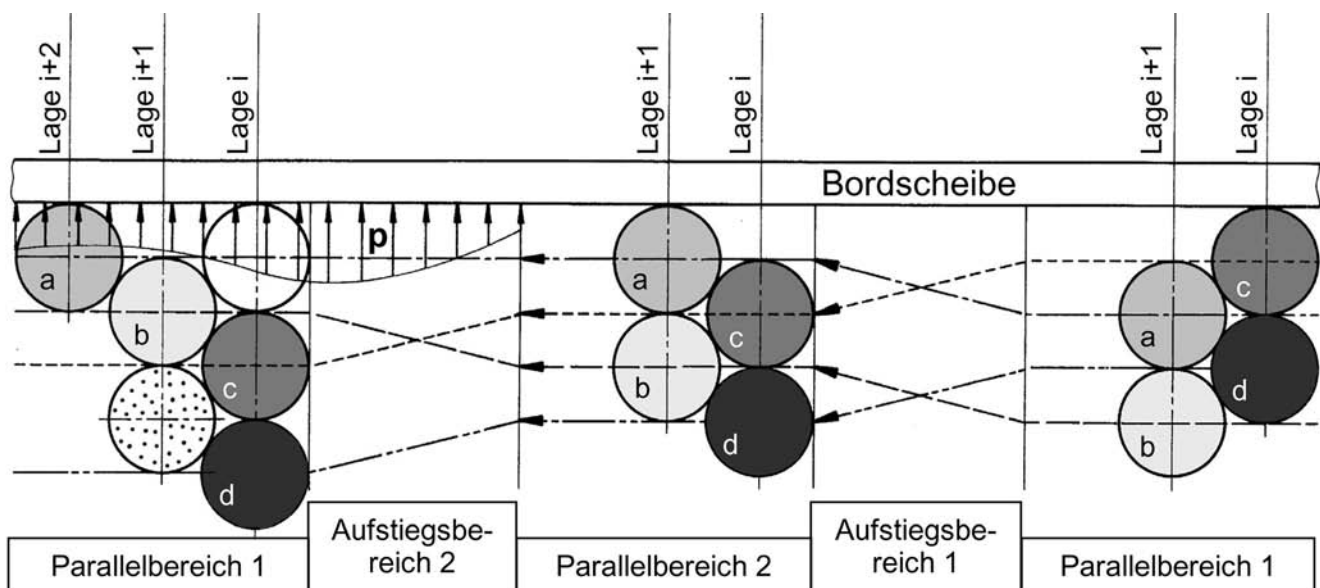 Lage i+2
Lage i+1
Lage i
Lage i+1
Lage i
Lage i+1
Lage i
Bordscheibe
p
a
b
c
d
a
c
b
d
c
a
d
b
Parallelbereich 1
Aufstiegsbe-
reich 2
Parallelbereich 2
Aufstiegsbe-
reich 1
Parallelbereich 1